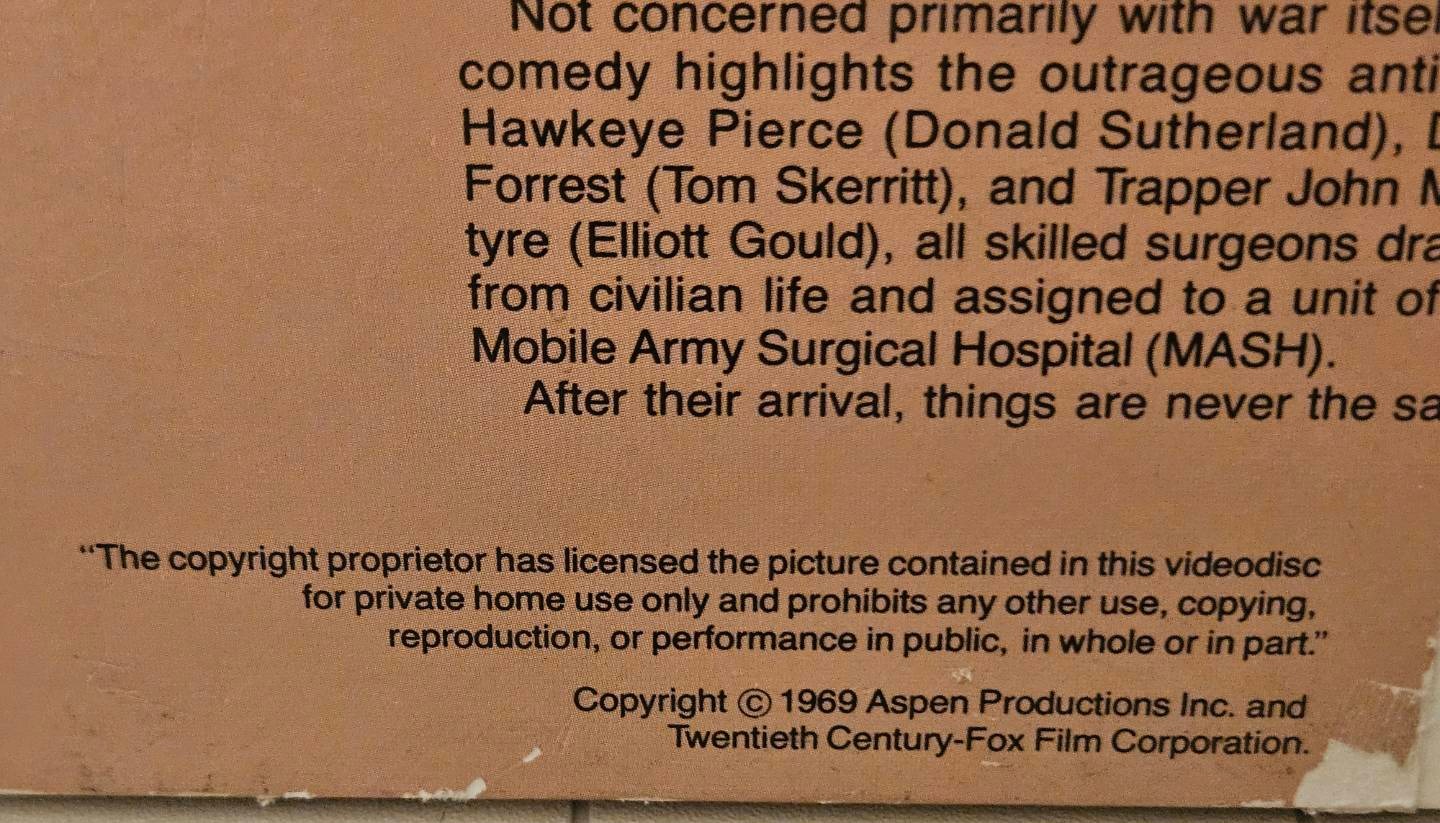 Not concerned primarily with war
comedy highlights the outrageous
Hawkeye Pierce (Donald Sutherland),
Forrest (Tom Skerritt), and Trapper John
tyre (Elliott Gould), all skilled surgeons
from civilian life and assigned to a unit of
Mobile Army Surgical Hospital (MASH).
After their arrival, things are never the
“The copyright proprietor has licensed the picture contained in this videodisc
for private home use only and prohibits any other use, copying,
reproduction, or performance in public, in whole or in part.”
Copyright © 1969 Aspen Productions Inc. and
Twentieth Century-Fox Film Corporation.